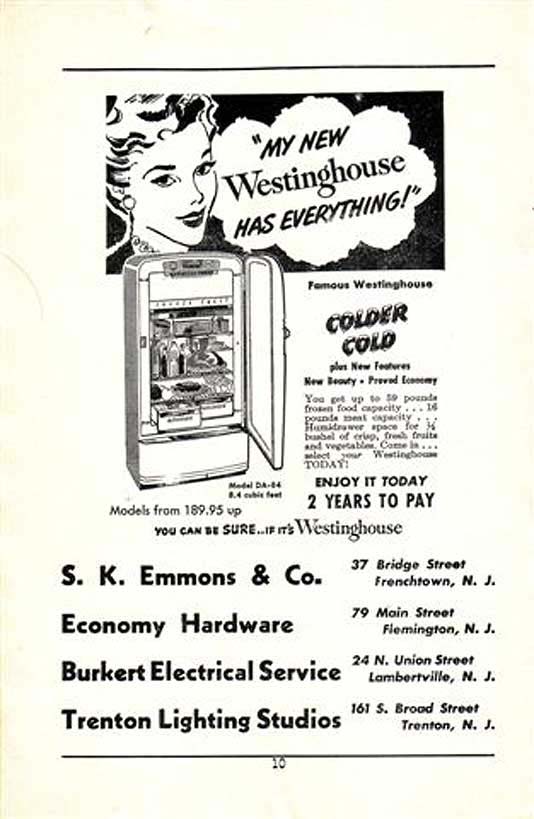 "MY NEW
Westinghouse
HAS EVERYTHING!"
Famous Westinghouse
COLDER
COLD
plus New Features
New Beauty • Proved Economy
You get up to 59 pounds
frozen food capacity . . . 16
pounds meat capacity . . .
Humidrawer space for ¾
bushel of crisp, fresh fruits
and vegetables. Come in . . .
select your Westinghouse
TODAY!
Model DA-84
8.4 cubic feet
ENJOY IT TODAY
2 YEARS TO PAY
Models from 189.95 up
YOU CAN BE SURE..IF IT'S Westinghouse
S. K. Emmons & Co.
37 Bridge Street
Frenchtown, N. J.
Economy Hardware
79 Main Street
Flemington, N. J.
Burkert Electrical Service
24 N. Union Street
Lambertville, N. J.
Trenton Lighting Studios
161 S. Broad Street
Trenton, N. J.
10